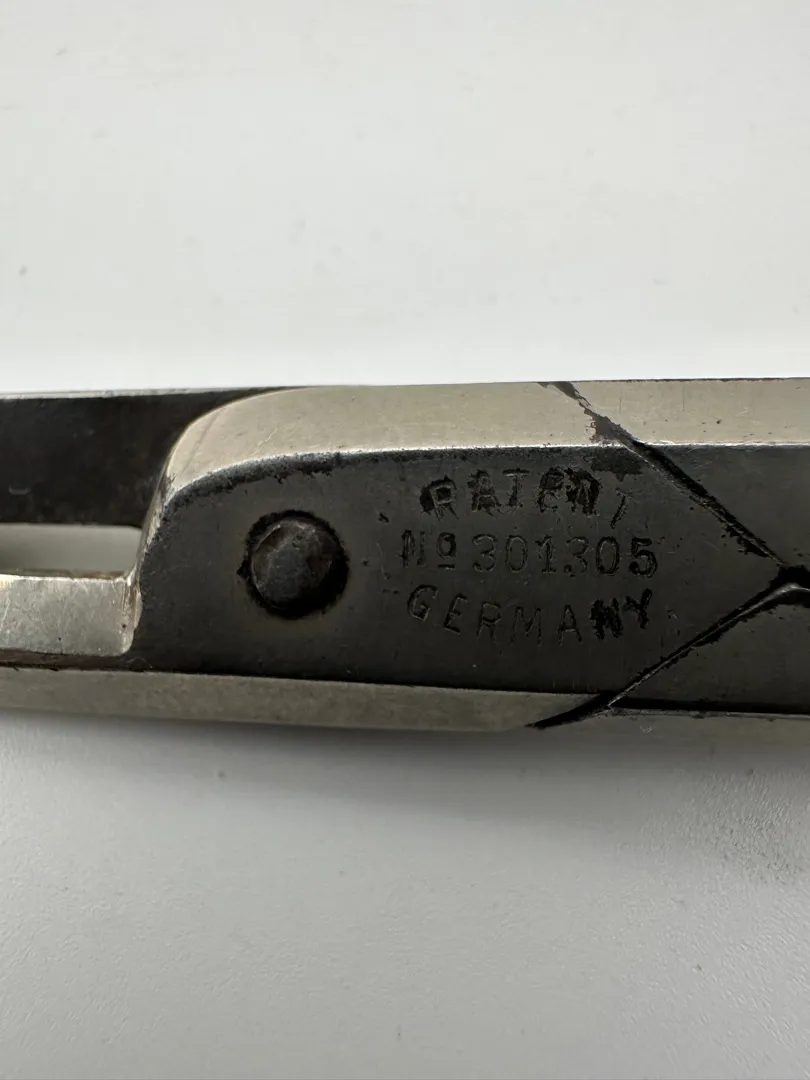 PATENT
Nº 301305
GERMANY